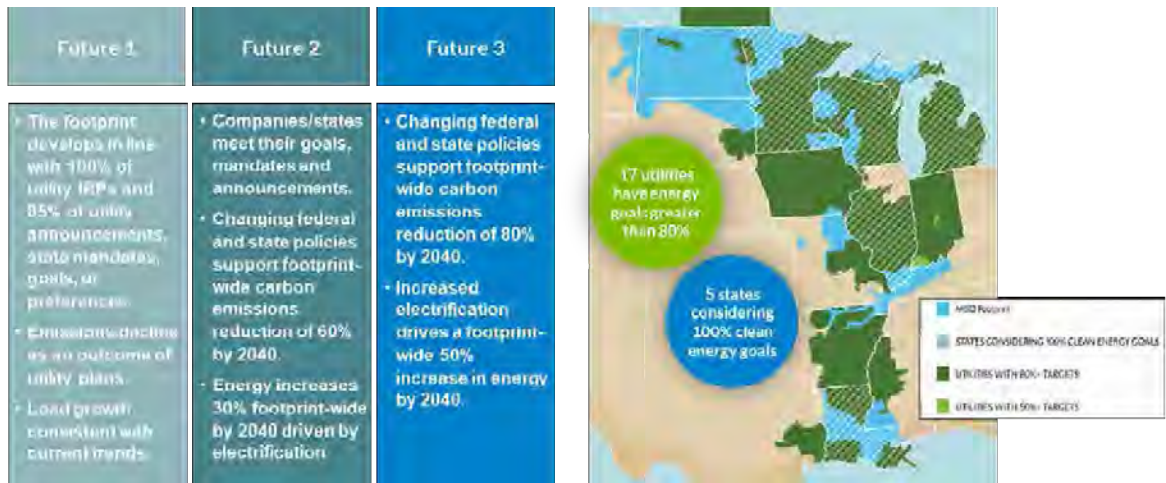 Future 1
Future 2
Future 3
• The footprint
develops in line
with 100% of
utility IRPs and
85% of utility
announcements,
state mandates,
goals, or
preferences.
• Emissions decline
as an outcome of
utility plans.
• Load growth
consistent with
current trends.
• Companies/states
meet their goals,
mandates and
announcements.
• Changing federal
and state policies
support footprint-
wide carbon
emissions
reduction of 60%
by 2040.
• Energy increases
30% footprint-wide
by 2040 driven by
electrification
• Changing federal
and state policies
support footprint-
wide carbon
emissions
reduction of 80%
by 2040.
• Increased
electrification
drives a footprint-
wide 50%
increase in energy
by 2040.
17 utilities
have energy
goals greater
than 80%
5 states
considering
100% clean
energy goals
MISO Footprint
STATES CONSIDERING 100% CLEAN ENERGY GOALS
UTILITIES WITH 80%+ TARGETS
UTILITIES WITH 50%+ TARGETS